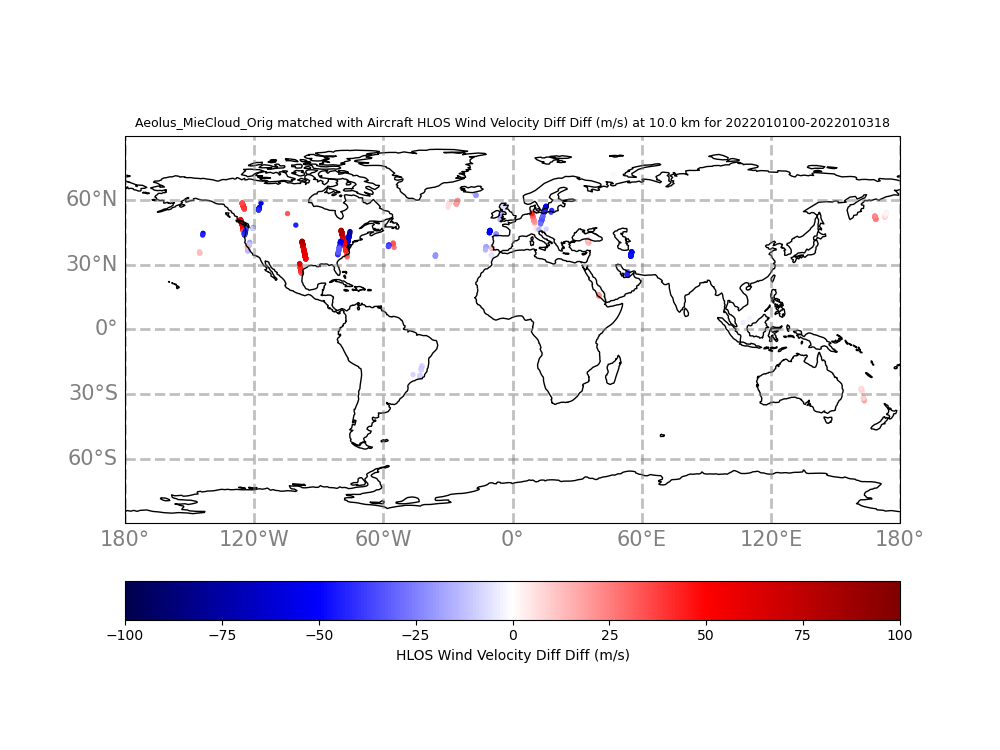 Aeolus_MieCloud_Orig matched with Aircraft HLOS Wind Velocity Diff Diff (m/s) at 10.0 km for 2022010100-2022010318
60°N
30°N
0°
30°S
60°S
180° 120°W 60°W 0° 60°E 120°E 180°
−100 −75 −50 −25 0 25 50 75 100
HLOS Wind Velocity Diff Diff (m/s)